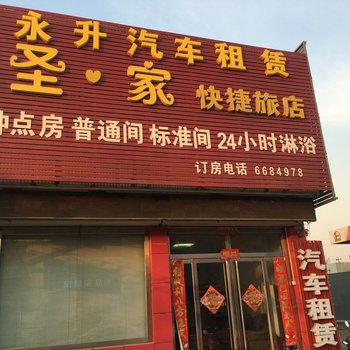 永升汽车租赁
圣·家 快捷旅店
钟点房 普通间 标准间 24小时淋浴
订房电话 6684978
汽车租赁